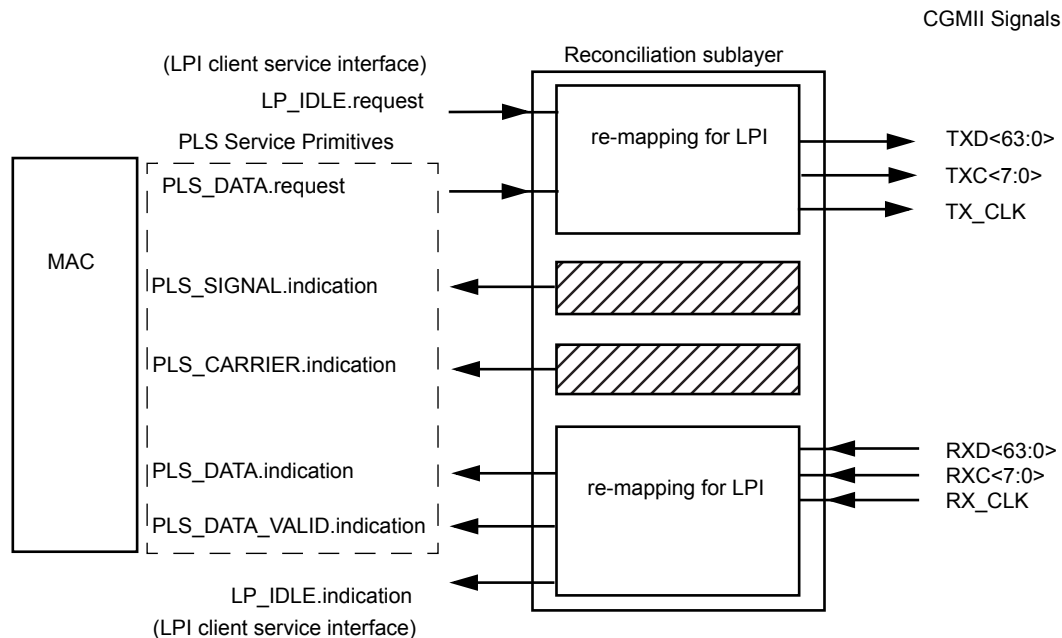 CGMII Signals
Reconciliation sublayer
(LPI client service interface)
LP_IDLE.request
re-mapping for LPI
TXD<63:0>
PLS Service Primitives
TXC<7:0>
PLS_DATA.request
TX_CLK
MAC
PLS_SIGNAL.indication
PLS_CARRIER.indication
RXD<63:0>
PLS_DATA.indication
RXC<7:0>
re-mapping for LPI
RX_CLK
PLS_DATA_VALID.indication
LP_IDLE.indication
(LPI client service interface)